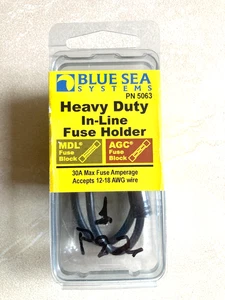 BLUE SEA
SYSTEMS
PN 5063
Heavy Duty
In-Line
Fuse Holder
MDL®
Fuse
Block
AGC®
Fuse
Block
30A Max Fuse Amperage
Accepts 12-18 AWG wire